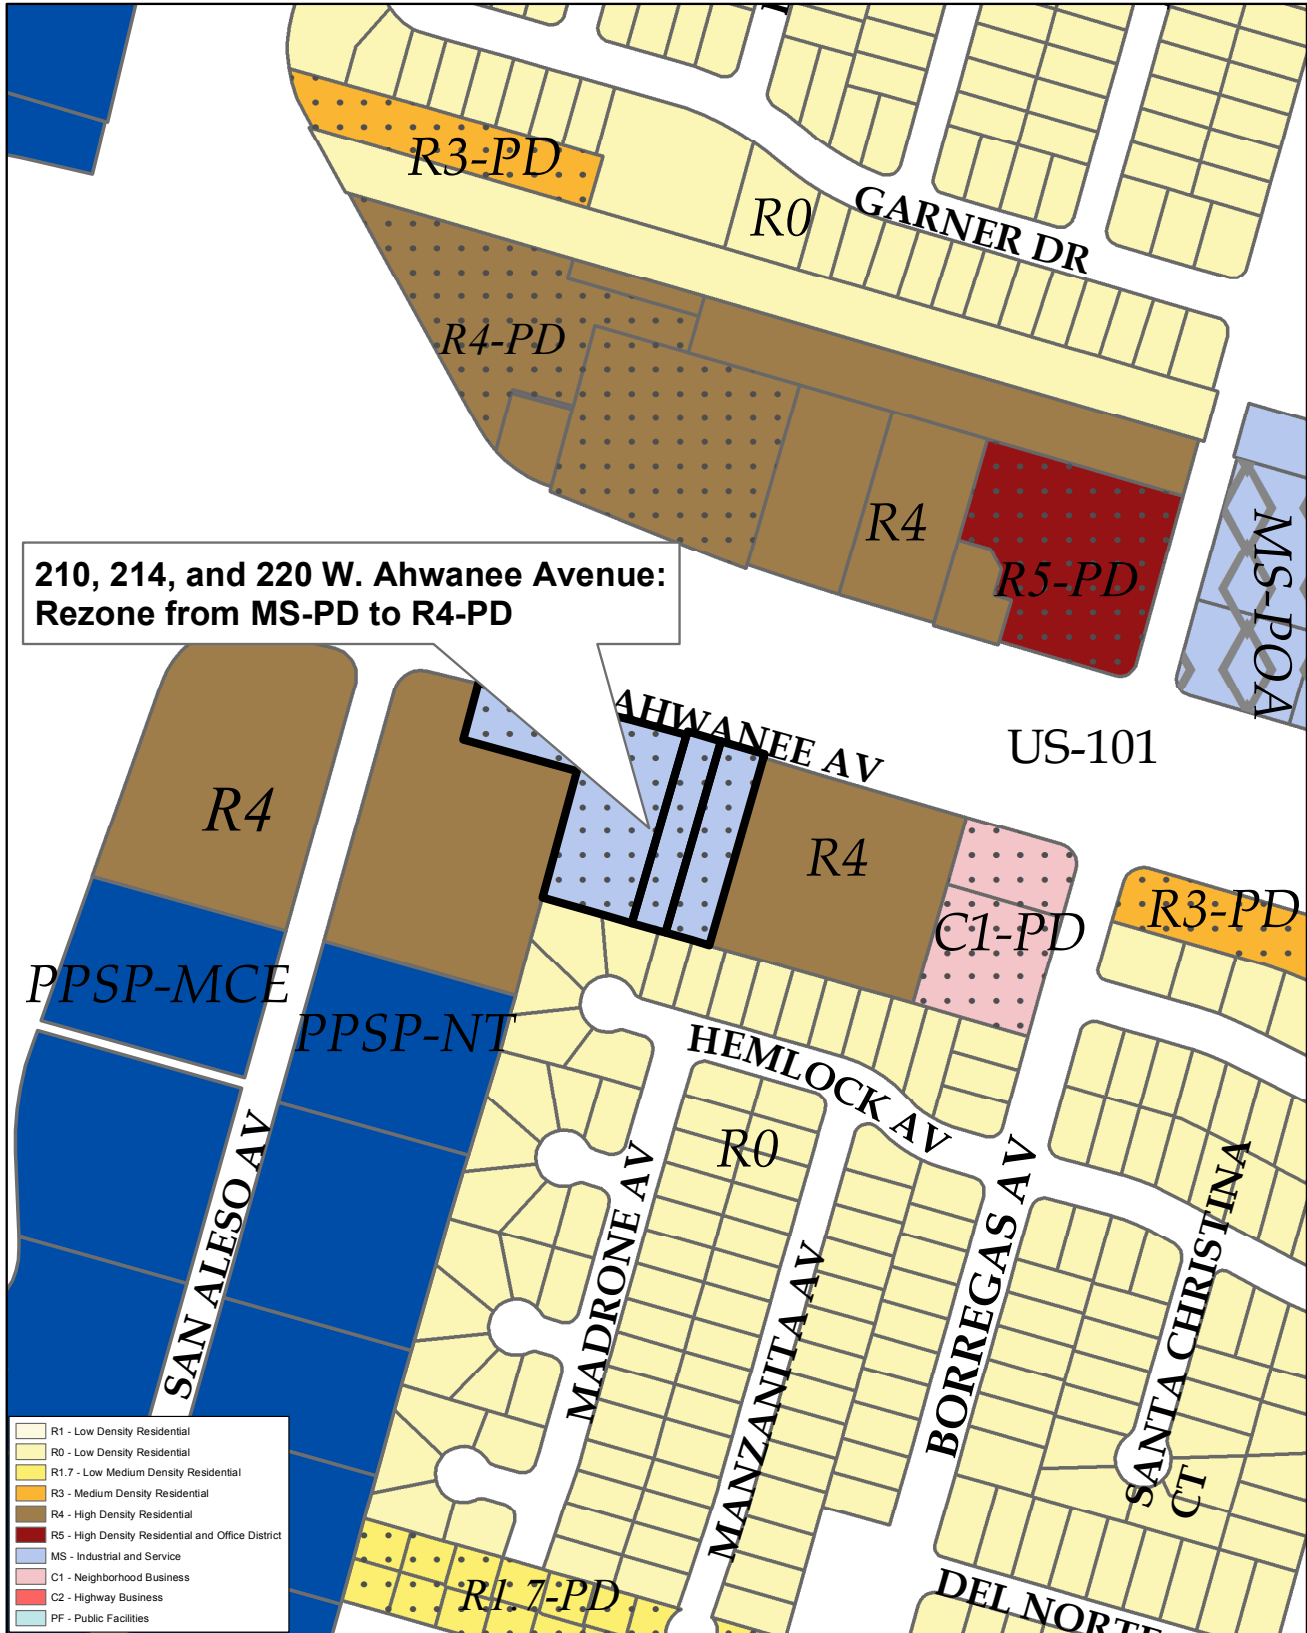 R3-PD
R0
GARNER DR
R4-PD
R4
R5-PD
MS-POA
210, 214, and 220 W. Ahwanee Avenue:
Rezone from MS-PD to R4-PD
AHWANEE AV
US-101
R4
R4
C1-PD
R3-PD
PPSP-MCE
PPSP-NT
HEMLOCK AV
R0
SAN ALESO AV
MADRONE AV
MANZANITA AV
BORREGAS AV
SANTA CHRISTINA
CT
R1.7-PD
DEL NORTE
R1 - Low Density Residential
R0 - Low Density Residential
R1.7 - Low Medium Density Residential
R3 - Medium Density Residential
R4 - High Density Residential
R5 - High Density Residential and Office District
MS - Industrial and Service
C1 - Neighborhood Business
C2 - Highway Business
PF - Public Facilities